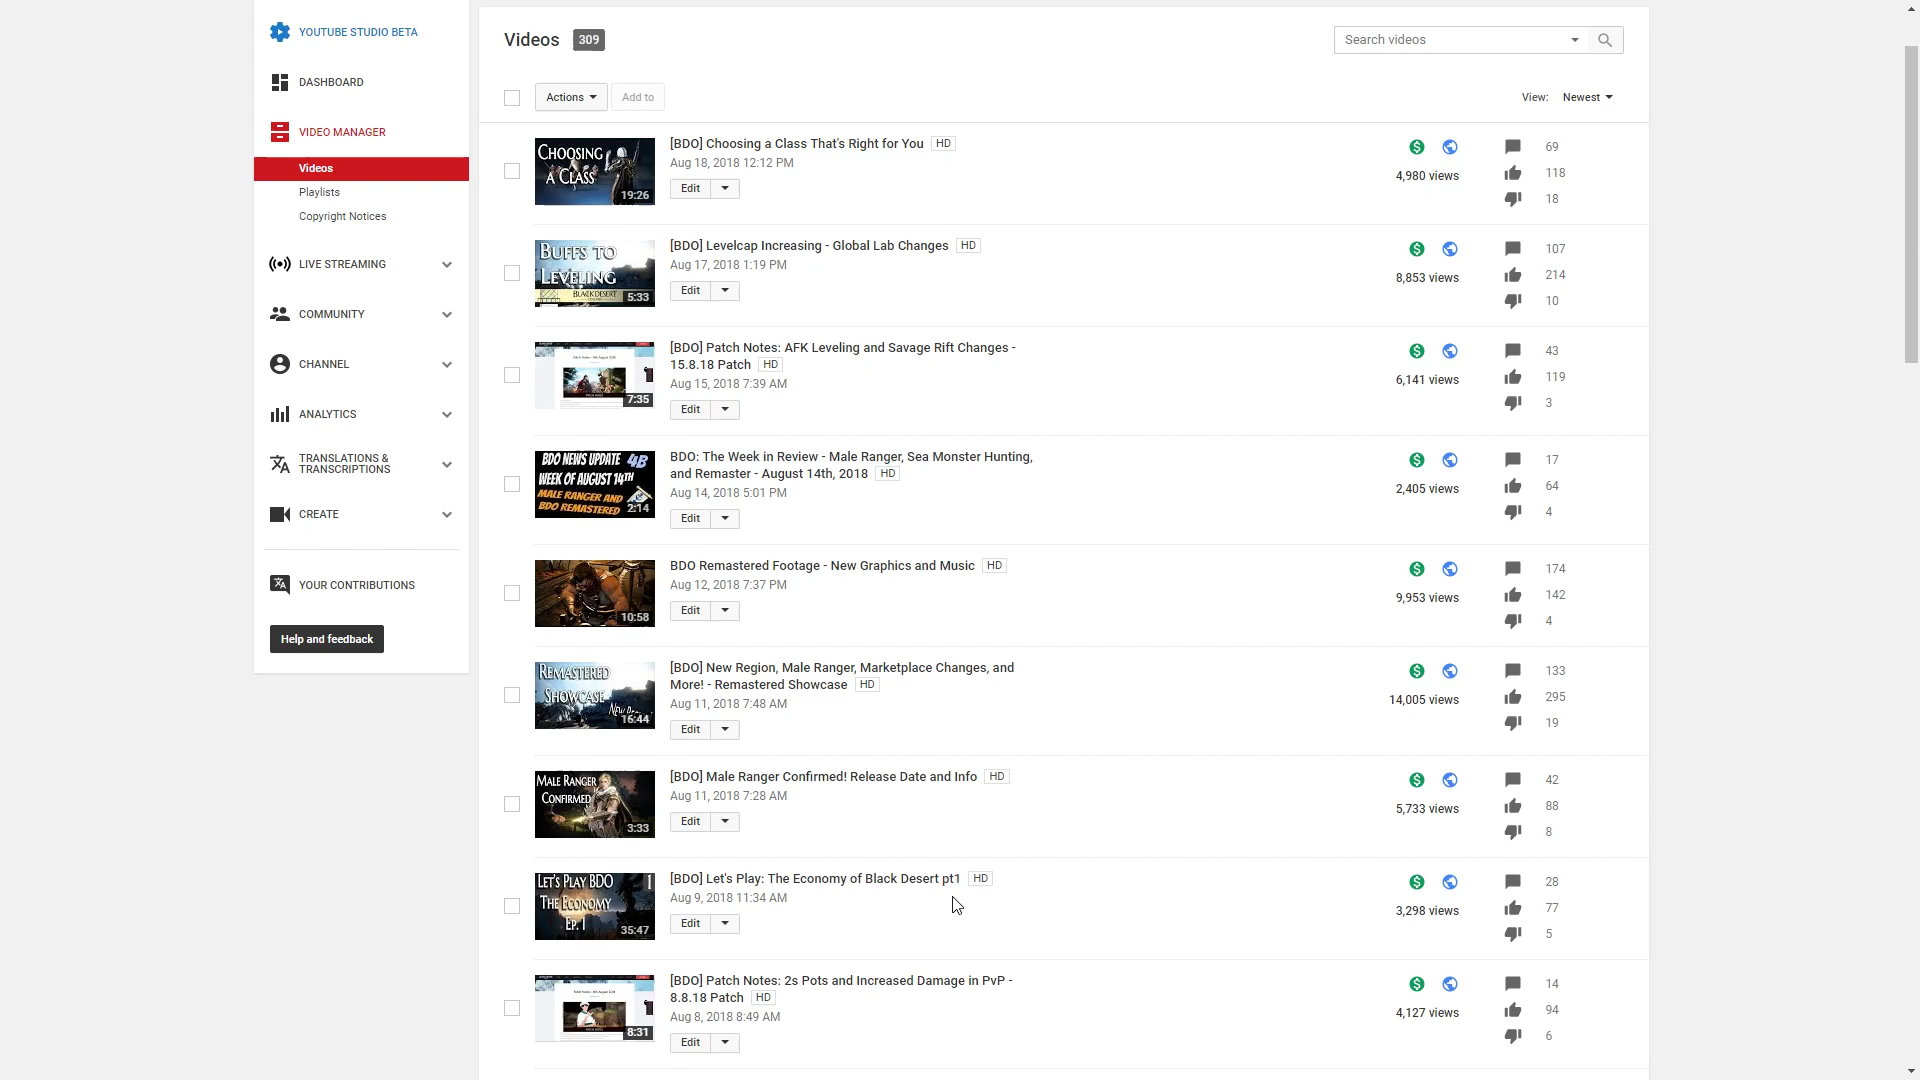 YOUTUBE STUDIO BETA
DASHBOARD
VIDEO MANAGER
Videos
Playlists
Copyright Notices
LIVE STREAMING
COMMUNITY
CHANNEL
ANALYTICS
TRANSLATIONS &
TRANSCRIPTIONS
CREATE
YOUR CONTRIBUTIONS
Help and feedback
Videos 309
Search videos
Actions Add to
View: Newest
CHOOSING
A CLASS
19:26
[BDO] Choosing a Class That's Right for You HD
Aug 18, 2018 12:12 PM
Edit
4,980 views
69
118
18
BUFFS TO
LEVELING
BLACK DESERT
5:33
[BDO] Levelcap Increasing - Global Lab Changes HD
Aug 17, 2018 1:19 PM
Edit
8,853 views
107
214
10
7:35
[BDO] Patch Notes: AFK Leveling and Savage Rift Changes -
15.8.18 Patch HD
Aug 15, 2018 7:39 AM
Edit
6,141 views
43
119
3
BDO NEWS UPDATE 4B
WEEK OF AUGUST 14TH
MALE RANGER AND
BDO REMASTERED
2:14
BDO: The Week in Review - Male Ranger, Sea Monster Hunting,
and Remaster - August 14th, 2018 HD
Aug 14, 2018 5:01 PM
Edit
2,405 views
17
64
4
10:58
BDO Remastered Footage - New Graphics and Music HD
Aug 12, 2018 7:37 PM
Edit
9,953 views
174
142
4
REMASTERED
SHOWCASE
16:44
[BDO] New Region, Male Ranger, Marketplace Changes, and
More! - Remastered Showcase HD
Aug 11, 2018 7:48 AM
Edit
14,005 views
133
295
19
MALE RANGER
CONFIRMED
3:33
[BDO] Male Ranger Confirmed! Release Date and Info HD
Aug 11, 2018 7:28 AM
Edit
5,733 views
42
88
8
LET'S PLAY BDO 1
THE ECONOMY
EP. 1
35:47
[BDO] Let's Play: The Economy of Black Desert pt1 HD
Aug 9, 2018 11:34 AM
Edit
3,298 views
28
77
5
8:31
[BDO] Patch Notes: 2s Pots and Increased Damage in PvP -
8.8.18 Patch HD
Aug 8, 2018 8:49 AM
Edit
4,127 views
14
94
6